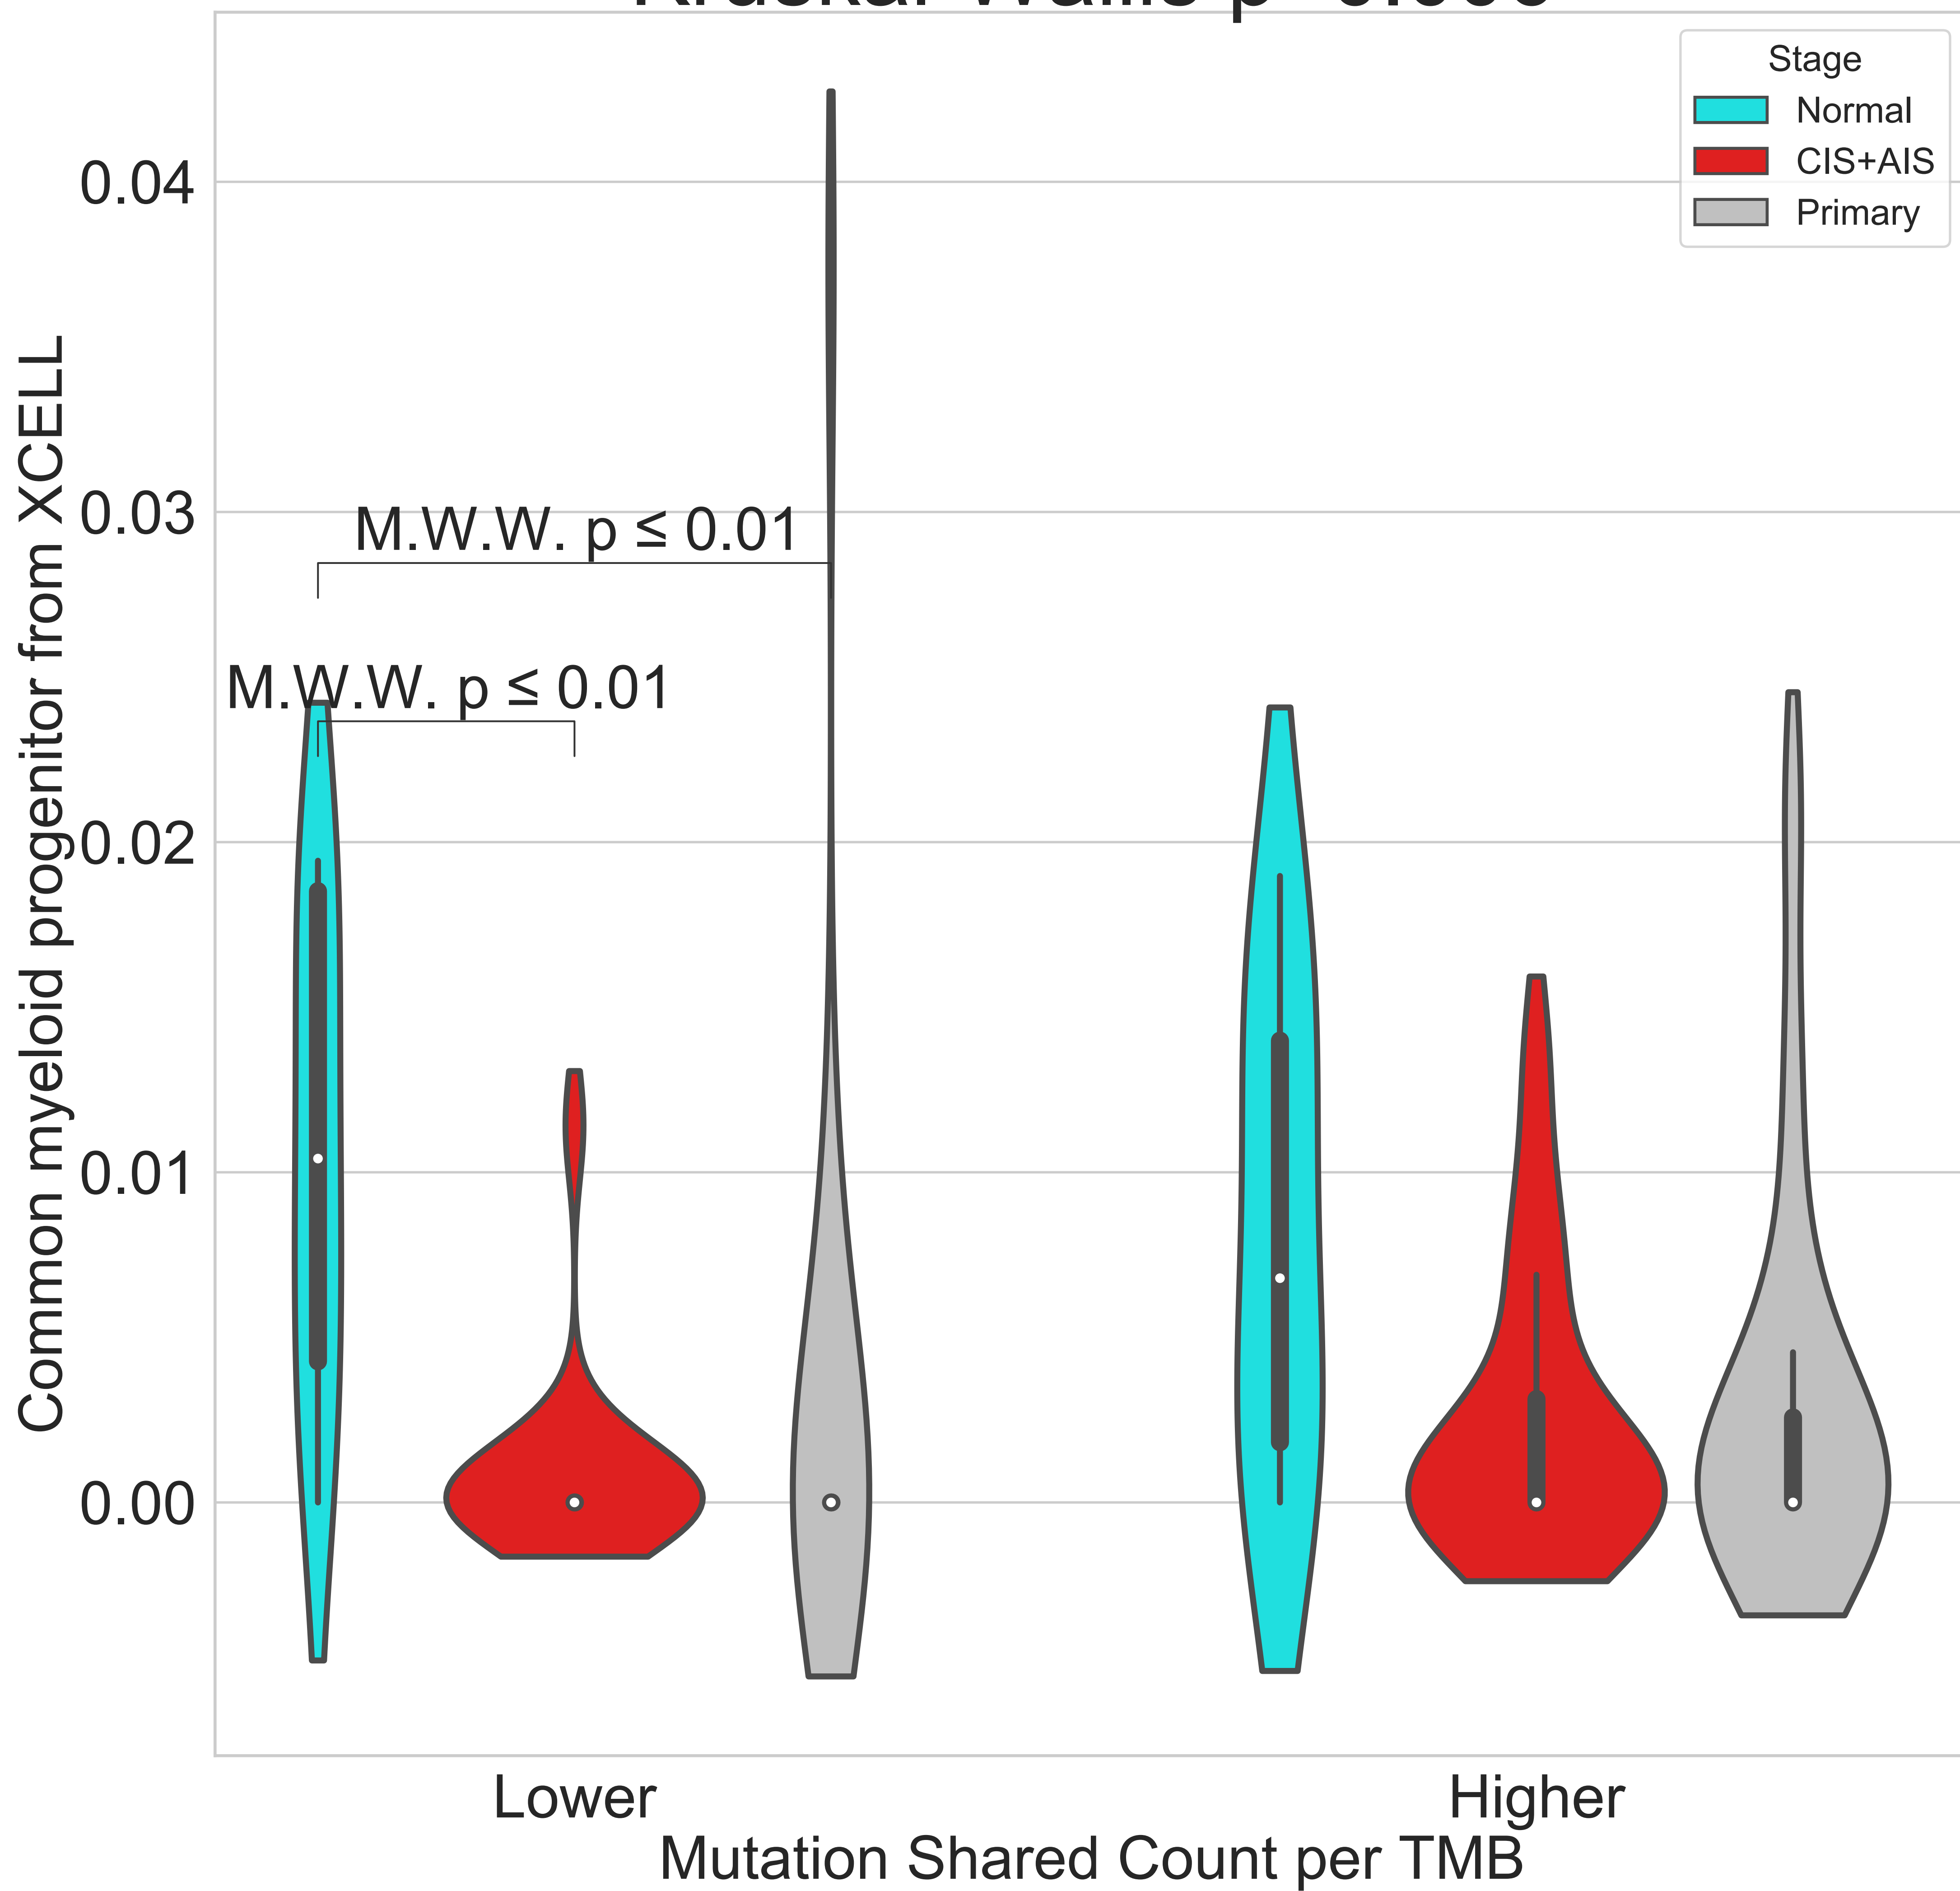 Stage
Normal
CIS+AIS
Primary
0.04
0.03
0.02
0.01
0.00
Common myeloid progenitor from XCELL
M.W.W. p ≤ 0.01
M.W.W. p ≤ 0.01
Lower
Higher
Mutation Shared Count per TMB